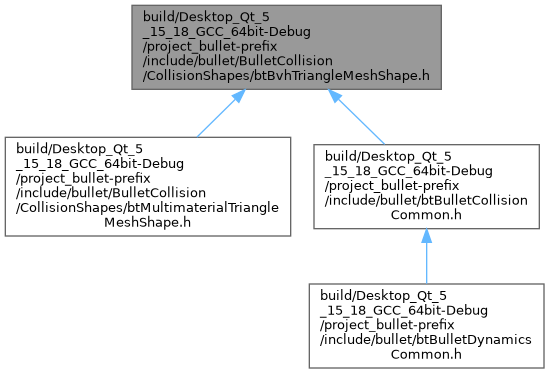 build/Desktop_Qt_5
_15_18_GCC_64bit-Debug
/project_bullet-prefix
/include/bullet/BulletCollision
/CollisionShapes/btBvhTriangleMeshShape.h
build/Desktop_Qt_5
_15_18_GCC_64bit-Debug
/project_bullet-prefix
/include/bullet/BulletCollision
/CollisionShapes/btMultimaterialTriangle
MeshShape.h
build/Desktop_Qt_5
_15_18_GCC_64bit-Debug
/project_bullet-prefix
/include/bullet/btBulletCollision
Common.h
build/Desktop_Qt_5
_15_18_GCC_64bit-Debug
/project_bullet-prefix
/include/bullet/btBulletDynamics
Common.h